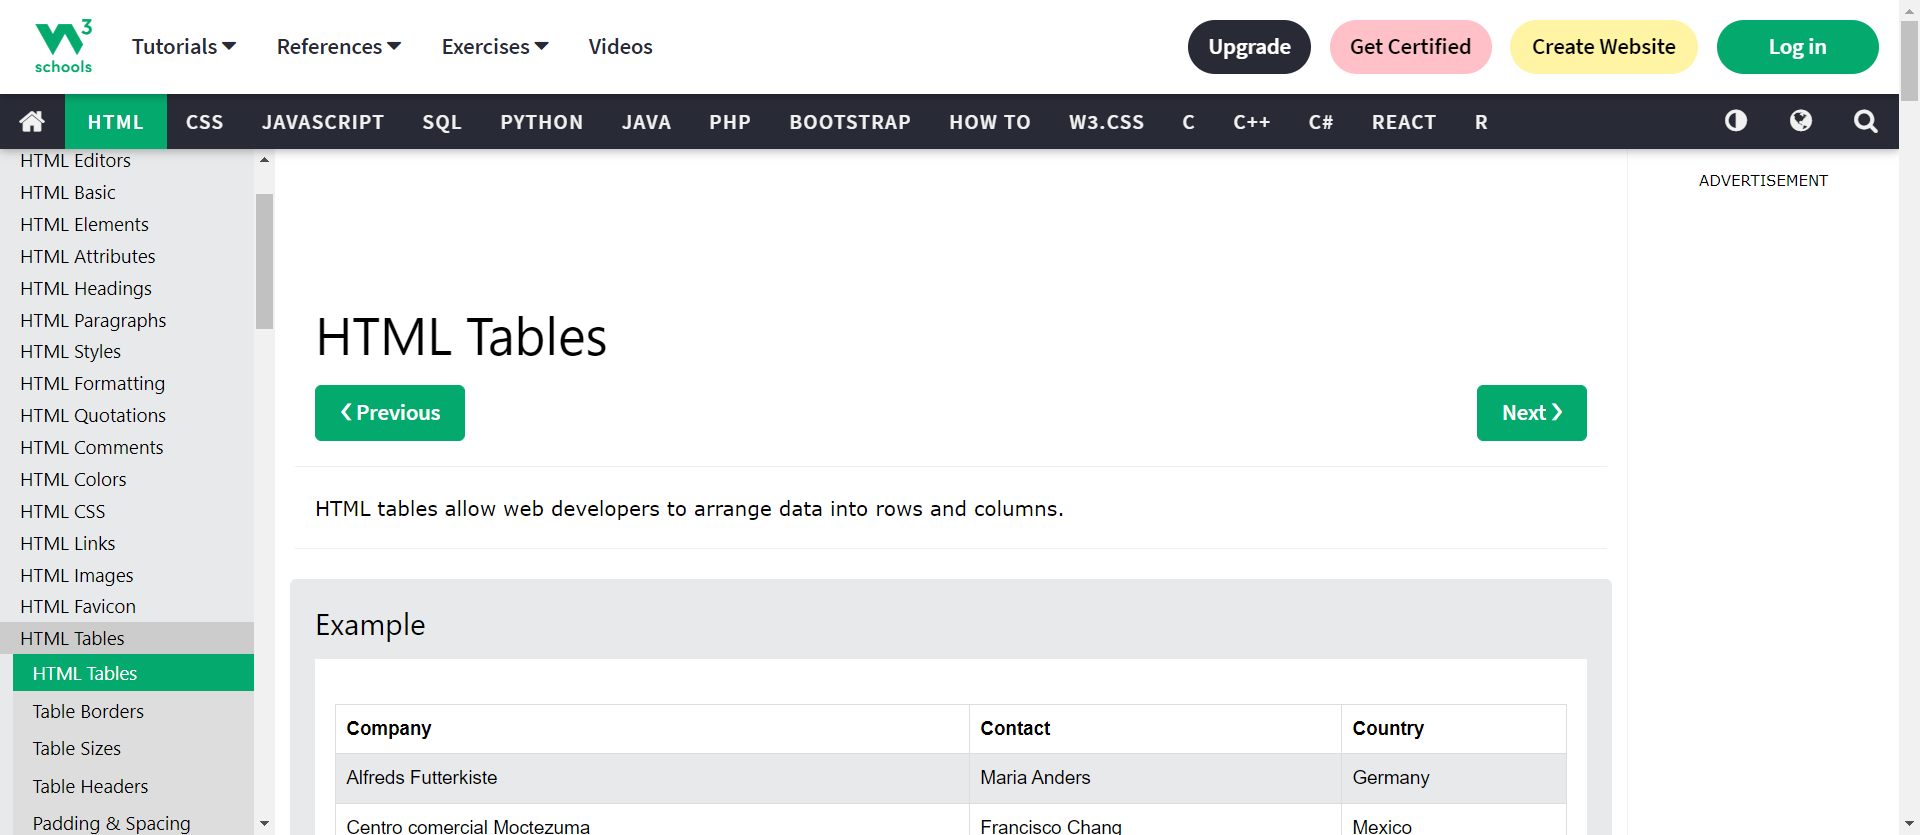 W3 schools
Tutorials References Exercises Videos Upgrade Get Certified Create Website Log in
HTML CSS JAVASCRIPT SQL PYTHON JAVA PHP BOOTSTRAP HOW TO W3.CSS C C++ C# REACT R
HTML Editors
HTML Basic
HTML Elements
HTML Attributes
HTML Headings
HTML Paragraphs
HTML Styles
HTML Formatting
HTML Quotations
HTML Comments
HTML Colors
HTML CSS
HTML Links
HTML Images
HTML Favicon
HTML Tables
HTML Tables
Table Borders
Table Sizes
Table Headers
Padding & Spacing
HTML Tables
❮ Previous Next ❯
HTML tables allow web developers to arrange data into rows and columns.
Example
Company Contact Country
Alfreds Futterkiste Maria Anders Germany
Centro comercial Moctezuma Francisco Chang Mexico
ADVERTISEMENT